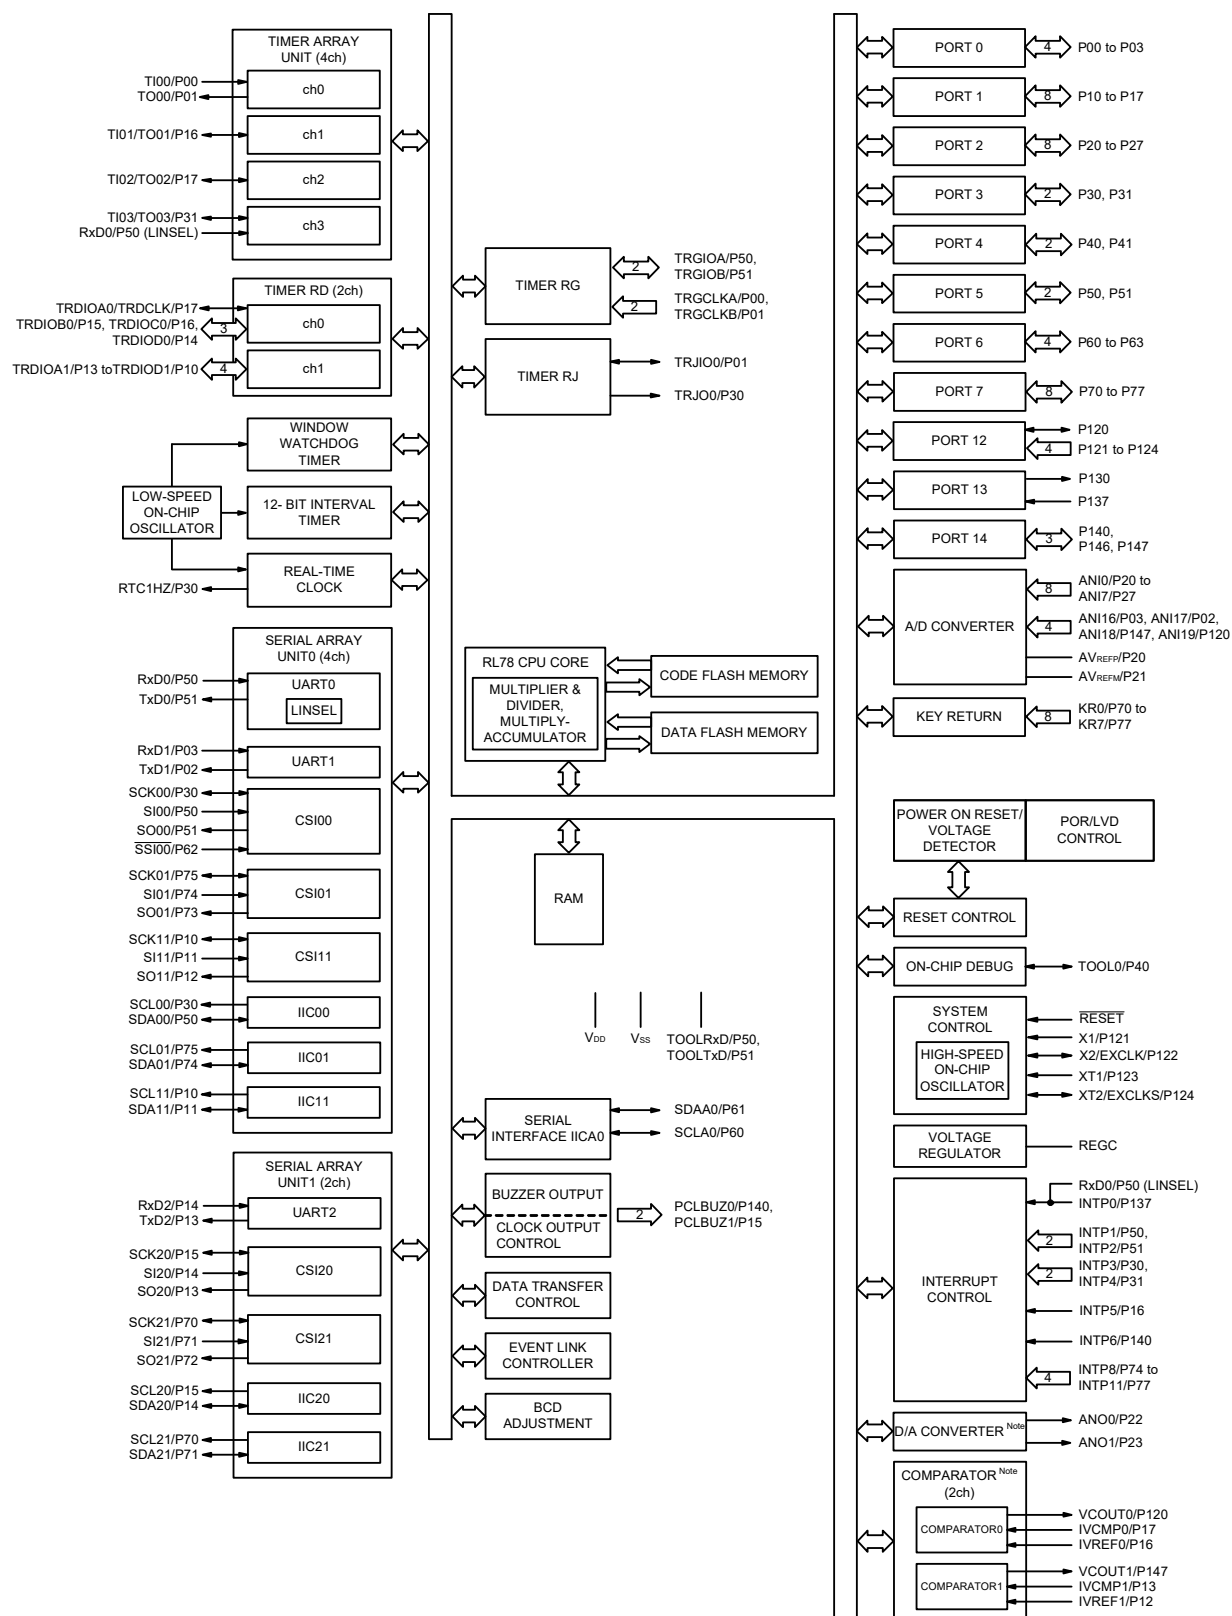 TIMER ARRAY
UNIT (4ch)
TI00/P00
TO00/P01
ch0
TI01/TO01/P16
ch1
TI02/TO02/P17
ch2
TI03/TO03/P31
RxD0/P50 (LINSEL)
ch3
TIMER RD (2ch)
TRDIOA0/TRDCLK/P17
TRDIOB0/P15, TRDIOC0/P16,
TRDIOD0/P14
3
ch0
TRDIOA1/P13 toTRDIOD1/P10
4
ch1
WINDOW
WATCHDOG
TIMER
LOW-SPEED
ON-CHIP
OSCILLATOR
12- BIT INTERVAL
TIMER
RTC1HZ/P30
REAL-TIME
CLOCK
SERIAL ARRAY
UNIT0 (4ch)
RxD0/P50
TxD0/P51
UART0
LINSEL
RxD1/P03
TxD1/P02
UART1
SCK00/P30
SI00/P50
SO00/P51
SSI00/P62
CSI00
SCK01/P75
SI01/P74
SO01/P73
CSI01
SCK11/P10
SI11/P11
SO11/P12
CSI11
SCL00/P30
SDA00/P50
IIC00
SCL01/P75
SDA01/P74
IIC01
SCL11/P10
SDA11/P11
IIC11
SERIAL ARRAY
UNIT1 (2ch)
RxD2/P14
TxD2/P13
UART2
SCK20/P15
SI20/P14
SO20/P13
CSI20
SCK21/P70
SI21/P71
SO21/P72
CSI21
SCL20/P15
SDA20/P14
IIC20
SCL21/P70
SDA21/P71
IIC21
TIMER RG
2
TRGIOA/P50,
TRGIOB/P51
2
TRGCLKA/P00,
TRGCLKB/P01
TIMER RJ
TRJIO0/P01
TRJO0/P30
RL78 CPU CORE
MULTIPLIER &
DIVIDER,
MULTIPLY-
ACCUMULATOR
CODE FLASH MEMORY
DATA FLASH MEMORY
RAM
VDD
VSS
TOOLRxD/P50,
TOOLTxD/P51
SERIAL
INTERFACE IICA0
SDAA0/P61
SCLA0/P60
BUZZER OUTPUT
CLOCK OUTPUT
CONTROL
2
PCLBUZ0/P140,
PCLBUZ1/P15
DATA TRANSFER
CONTROL
EVENT LINK
CONTROLLER
BCD
ADJUSTMENT
PORT 0
4
P00 to P03
PORT 1
8
P10 to P17
PORT 2
8
P20 to P27
PORT 3
2
P30, P31
PORT 4
2
P40, P41
PORT 5
2
P50, P51
PORT 6
4
P60 to P63
PORT 7
8
P70 to P77
PORT 12
P120
4
P121 to P124
PORT 13
P130
P137
PORT 14
3
P140,
P146, P147
A/D CONVERTER
8
ANI0/P20 to
ANI7/P27
4
ANI16/P03, ANI17/P02,
ANI18/P147, ANI19/P120
AVREFP/P20
AVREFM/P21
KEY RETURN
8
KR0/P70 to
KR7/P77
POWER ON RESET/
VOLTAGE
DETECTOR
POR/LVD
CONTROL
RESET CONTROL
ON-CHIP DEBUG
TOOL0/P40
SYSTEM
CONTROL
HIGH-SPEED
ON-CHIP
OSCILLATOR
RESET
X1/P121
X2/EXCLK/P122
XT1/P123
XT2/EXCLKS/P124
VOLTAGE
REGULATOR
REGC
INTERRUPT
CONTROL
RxD0/P50 (LINSEL)
INTP0/P137
2
INTP1/P50,
INTP2/P51
2
INTP3/P30,
INTP4/P31
INTP5/P16
INTP6/P140
4
INTP8/P74 to
INTP11/P77
D/A CONVERTER Note
ANO0/P22
ANO1/P23
COMPARATOR Note
(2ch)
COMPARATOR0
VCOUT0/P120
IVCMP0/P17
IVREF0/P16
COMPARATOR1
VCOUT1/P147
IVCMP1/P13
IVREF1/P12